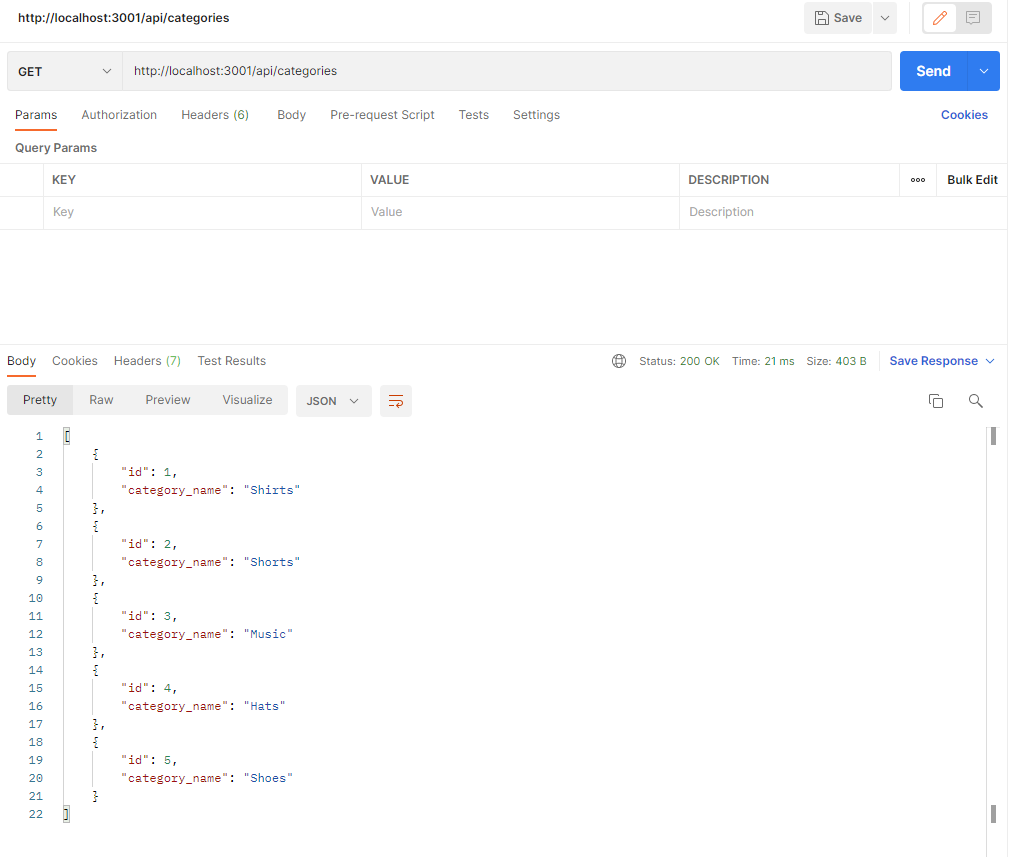 http://localhost:3001/api/categories Save
GET http://localhost:3001/api/categories Send
Params Authorization Headers (6) Body Pre-request Script Tests Settings Cookies
Query Params
KEY VALUE DESCRIPTION ooo Bulk Edit
Key Value Description
Body Cookies Headers (7) Test Results Status: 200 OK Time: 21 ms Size: 403 B Save Response
Pretty Raw Preview Visualize JSON
1 [
2 {
3 "id": 1,
4 "category_name": "Shirts"
5 },
6 {
7 "id": 2,
8 "category_name": "Shorts"
9 },
10 {
11 "id": 3,
12 "category_name": "Music"
13 },
14 {
15 "id": 4,
16 "category_name": "Hats"
17 },
18 {
19 "id": 5,
20 "category_name": "Shoes"
21 }
22 ]